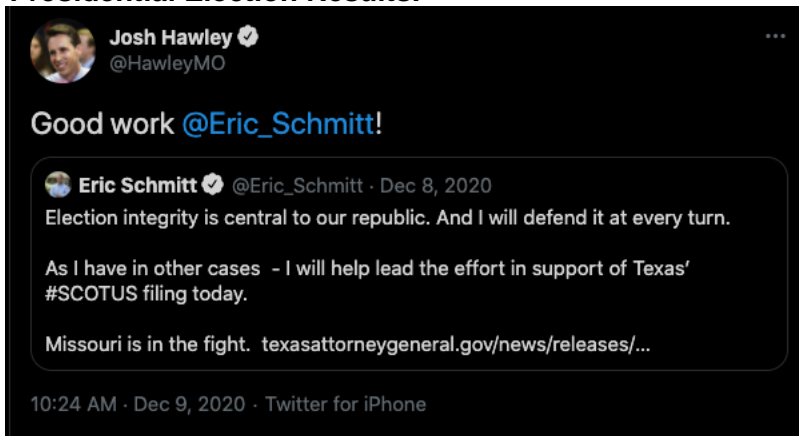 Presidential Election Results:
Josh Hawley
@HawleyMO
Good work @Eric_Schmitt!
Eric Schmitt @Eric_Schmitt · Dec 8, 2020
Election integrity is central to our republic. And I will defend it at every turn.
As I have in other cases - I will help lead the effort in support of Texas’
#SCOTUS filing today.
Missouri is in the fight. texasattorneygeneral.gov/news/releases/...
10:24 AM · Dec 9, 2020 · Twitter for iPhone